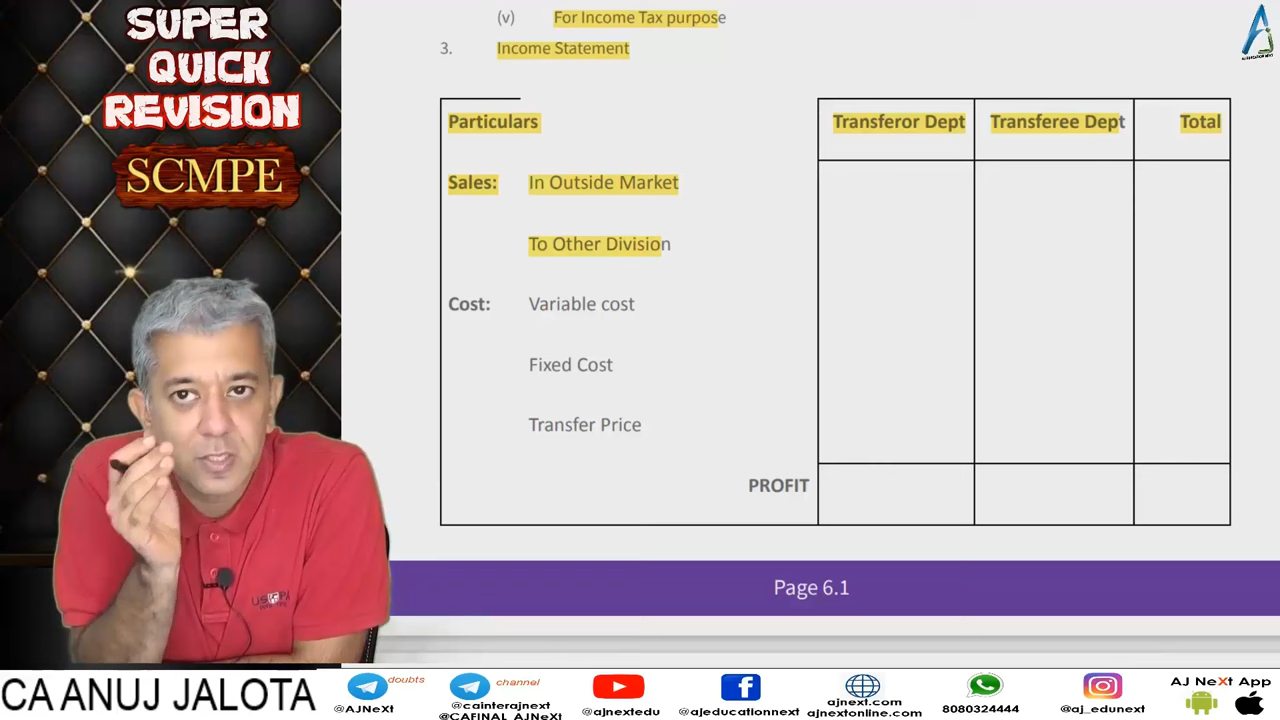 SUPER
QUICK
REVISION
SCMPE
(v) For Income Tax purpose
3. Income Statement
Particulars Transferor Dept Transferee Dept Total
Sales: In Outside Market
To Other Division
Cost: Variable cost
Fixed Cost
Transfer Price
PROFIT
Page 6.1
CA ANUJ JALOTA
doubts
@AJNeXt
channel
@cainterajnext
@CAFINAL_AJNeXt
@ajnextedu
@ajeducationnext
ajnext.com
ajnextonline.com
8080324444
@aj_edunext
AJ NeXt App